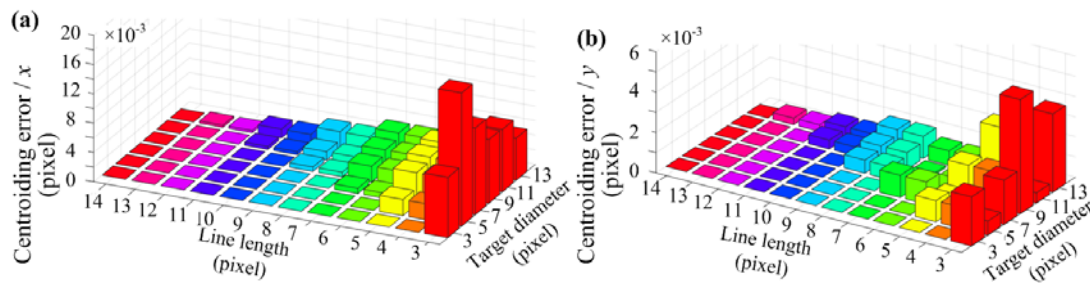 (a)
×10⁻³
20
16
12
8
4
0
Centroiding error / x
(pixel)
14 13 12 11 10 9 8 7 6 5 4 3
Line length
(pixel)
3 5 7 9 11 13
Target diameter
(pixel)
(b)
×10⁻³
6
4
2
0
Centroiding error / y
(pixel)
14 13 12 11 10 9 8 7 6 5 4 3
Line length
(pixel)
3 5 7 9 11 13
Target diameter
(pixel)